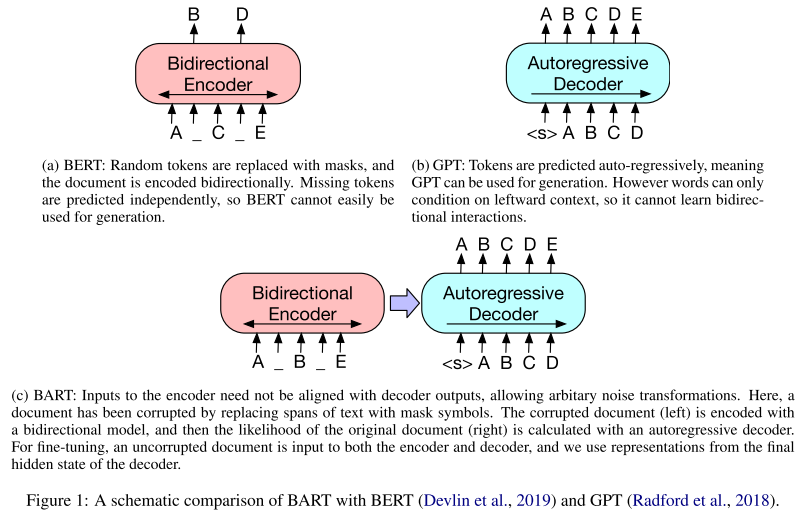 B D
Bidirectional
Encoder
A _ C _ E
(a) BERT: Random tokens are replaced with masks, and
the document is encoded bidirectionally. Missing tokens
are predicted independently, so BERT cannot easily be
used for generation.
A B C D E
Autoregressive
Decoder
<s> A B C D
(b) GPT: Tokens are predicted auto-regressively, meaning
GPT can be used for generation. However words can only
condition on leftward context, so it cannot learn bidirec-
tional interactions.
Bidirectional
Encoder
A _ B _ E
A B C D E
Autoregressive
Decoder
<s> A B C D
(c) BART: Inputs to the encoder need not be aligned with decoder outputs, allowing arbitary noise transformations. Here, a
document has been corrupted by replacing spans of text with mask symbols. The corrupted document (left) is encoded with
a bidirectional model, and then the likelihood of the original document (right) is calculated with an autoregressive decoder.
For fine-tuning, an uncorrupted document is input to both the encoder and decoder, and we use representations from the final
hidden state of the decoder.
Figure 1: A schematic comparison of BART with BERT (Devlin et al., 2019) and GPT (Radford et al., 2018).